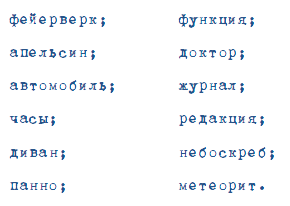 фейерверк; функция;
апельсин; доктор;
автомобиль; журнал;
часы; редакция;
диван; небоскреб;
панно; метеорит.